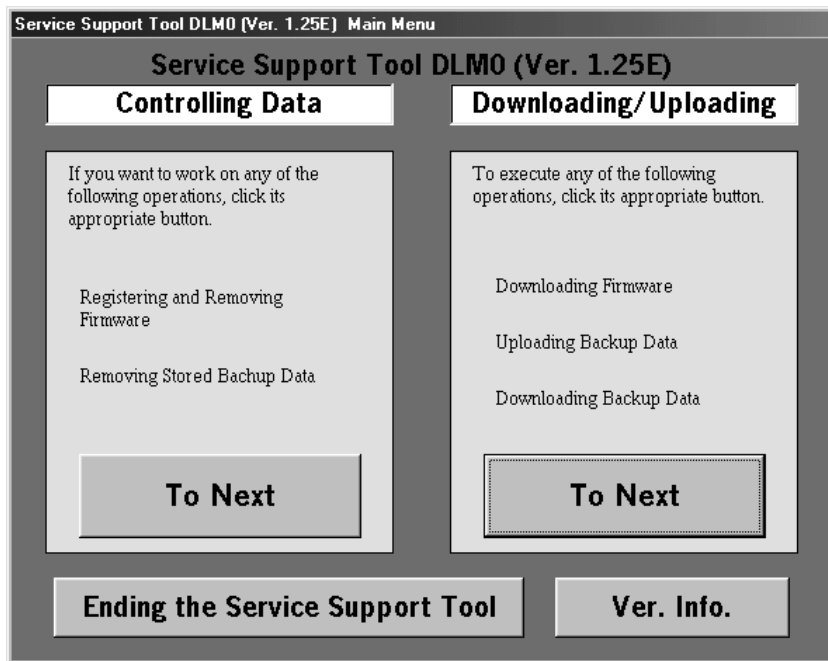 Service Support Tool DLM0 (Ver. 1.25E) Main Menu
Service Support Tool DLM0 (Ver. 1.25E)
Controlling Data
If you want to work on any of the
following operations, click its
appropriate button.
Registering and Removing
Firmware
Removing Stored Bachup Data
To Next
Downloading/Uploading
To execute any of the following
operations, click its appropriate button.
Downloading Firmware
Uploading Backup Data
Downloading Backup Data
To Next
Ending the Service Support Tool
Ver. Info.